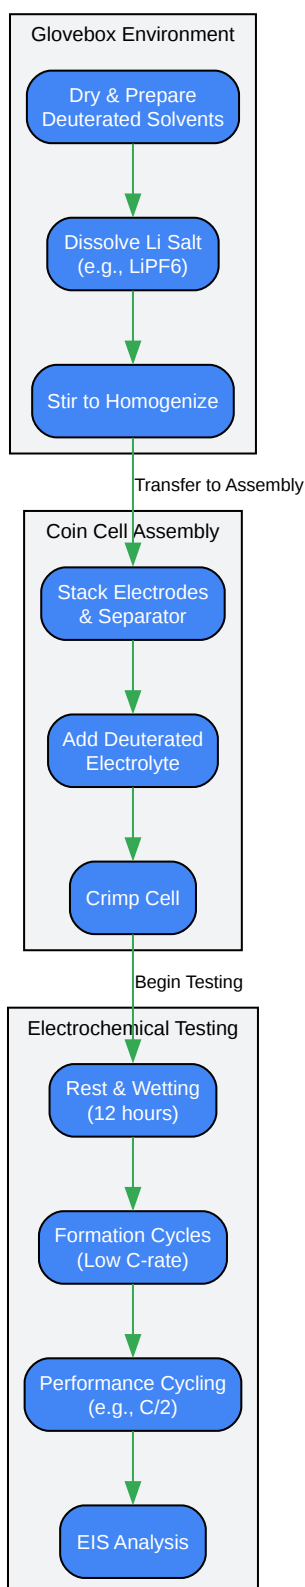 Glovebox Environment
Dry & Prepare
Deuterated Solvents
Dissolve Li Salt
(e.g., LiPF6)
Stir to Homogenize
Transfer to Assembly
Coin Cell Assembly
Stack Electrodes
& Separator
Add Deuterated
Electrolyte
Crimp Cell
Begin Testing
Electrochemical Testing
Rest & Wetting
(12 hours)
Formation Cycles
(Low C-rate)
Performance Cycling
(e.g., C/2)
EIS Analysis